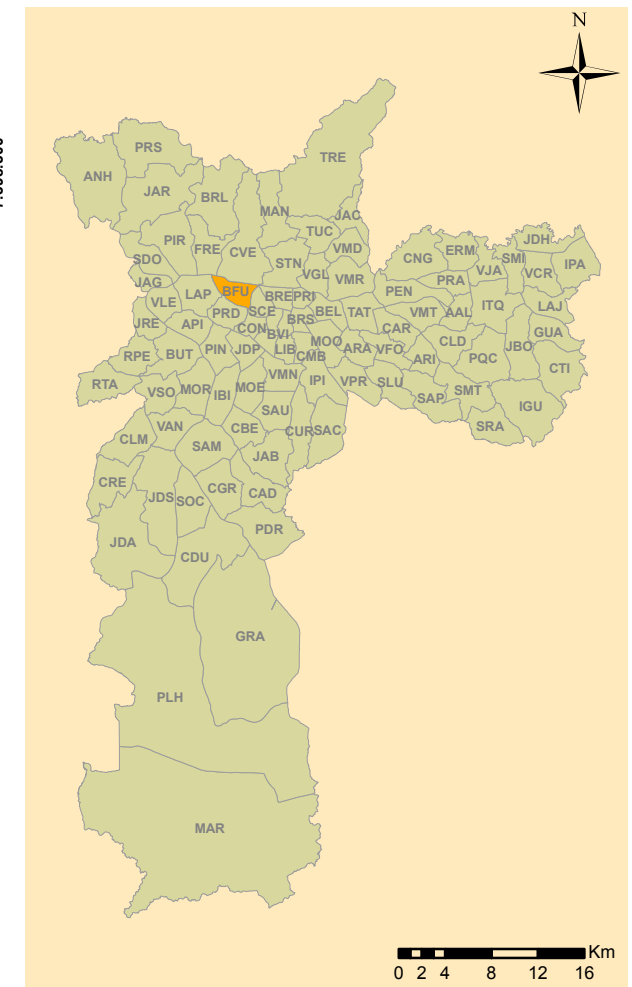 N
PRS
TRE
ANH
JAR
BRL
MAN
JAC
TUC
PIR
FRE
CVE
VMD
SDO
STN
CNG
ERM
JDH
SMI
IPA
JAG
VGL
VMR
PRA
VJA
VCR
LAP
BFU
BRE
PRI
PEN
VLE
PRD
SCE
BRS
BEL
TAT
VMT
AAL
ITQ
LAJ
JRE
API
CON
BVI
CAR
GUA
RPE
BUT
PIN
JDP
LIB
CMB
MOO
ARA
VFO
ARI
CLD
PQC
JBO
CTI
RTA
VSO
MOR
IBI
MOE
VMN
IPI
VPR
SLU
SAP
SMT
IGU
CLM
VAN
SAM
CBE
SAU
CUR
SAC
SRA
CRE
JDS
SOC
CGR
JAB
CAD
JDA
PDR
CDU
GRA
PLH
MAR
Km
0 2 4 8 12 16